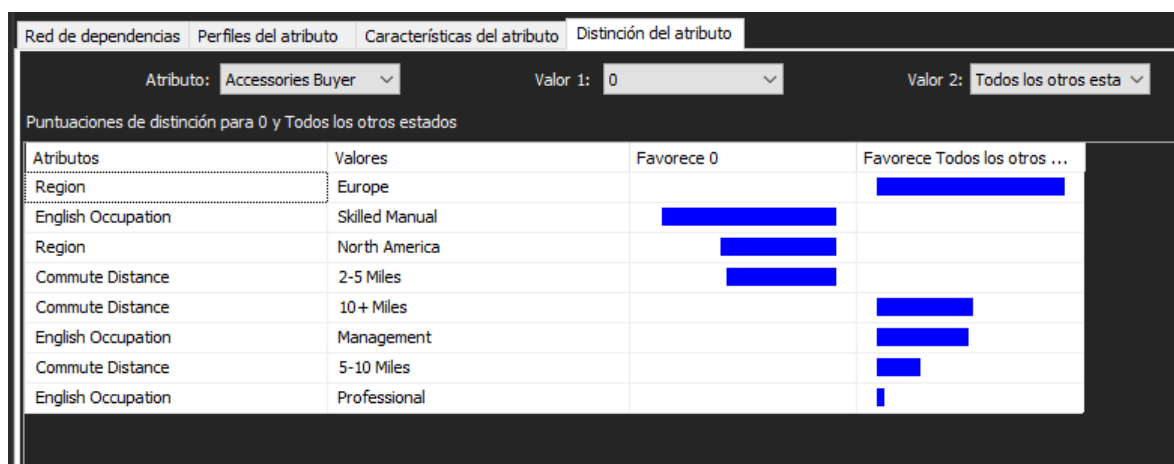 Red de dependencias Perfiles del atributo Características del atributo Distinción del atributo
Atributo: Accessories Buyer Valor 1: 0 Valor 2: Todos los otros esta
Puntuaciones de distinción para 0 y Todos los otros estados
Atributos Valores Favorece 0 Favorece Todos los otros ...
Region Europe
English Occupation Skilled Manual
Region North America
Commute Distance 2-5 Miles
Commute Distance 10+ Miles
English Occupation Management
Commute Distance 5-10 Miles
English Occupation Professional